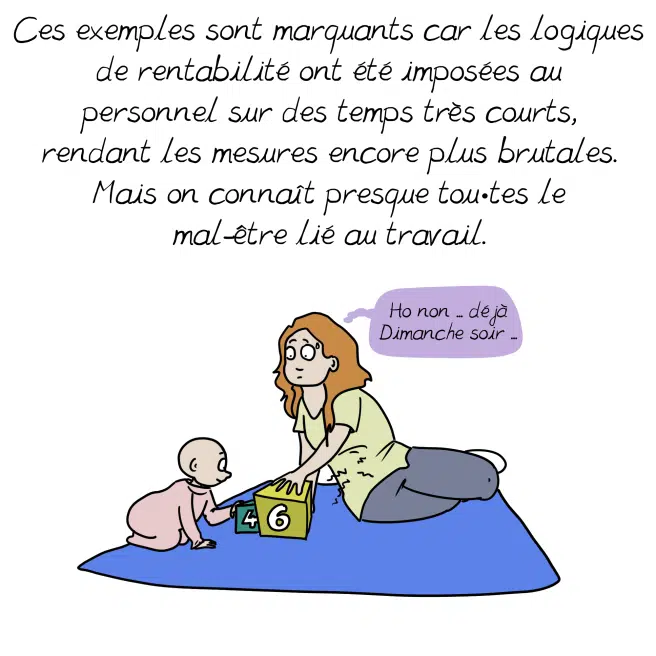 Ces exemples sont marquants car les logiques
de rentabilité ont été imposées au
personnel sur des temps très courts,
rendant les mesures encore plus brutales.
Mais on connaît presque tou•tes le
mal-être lié au travail.
Ho non .. déjà
Dimanche soir ..
4
6